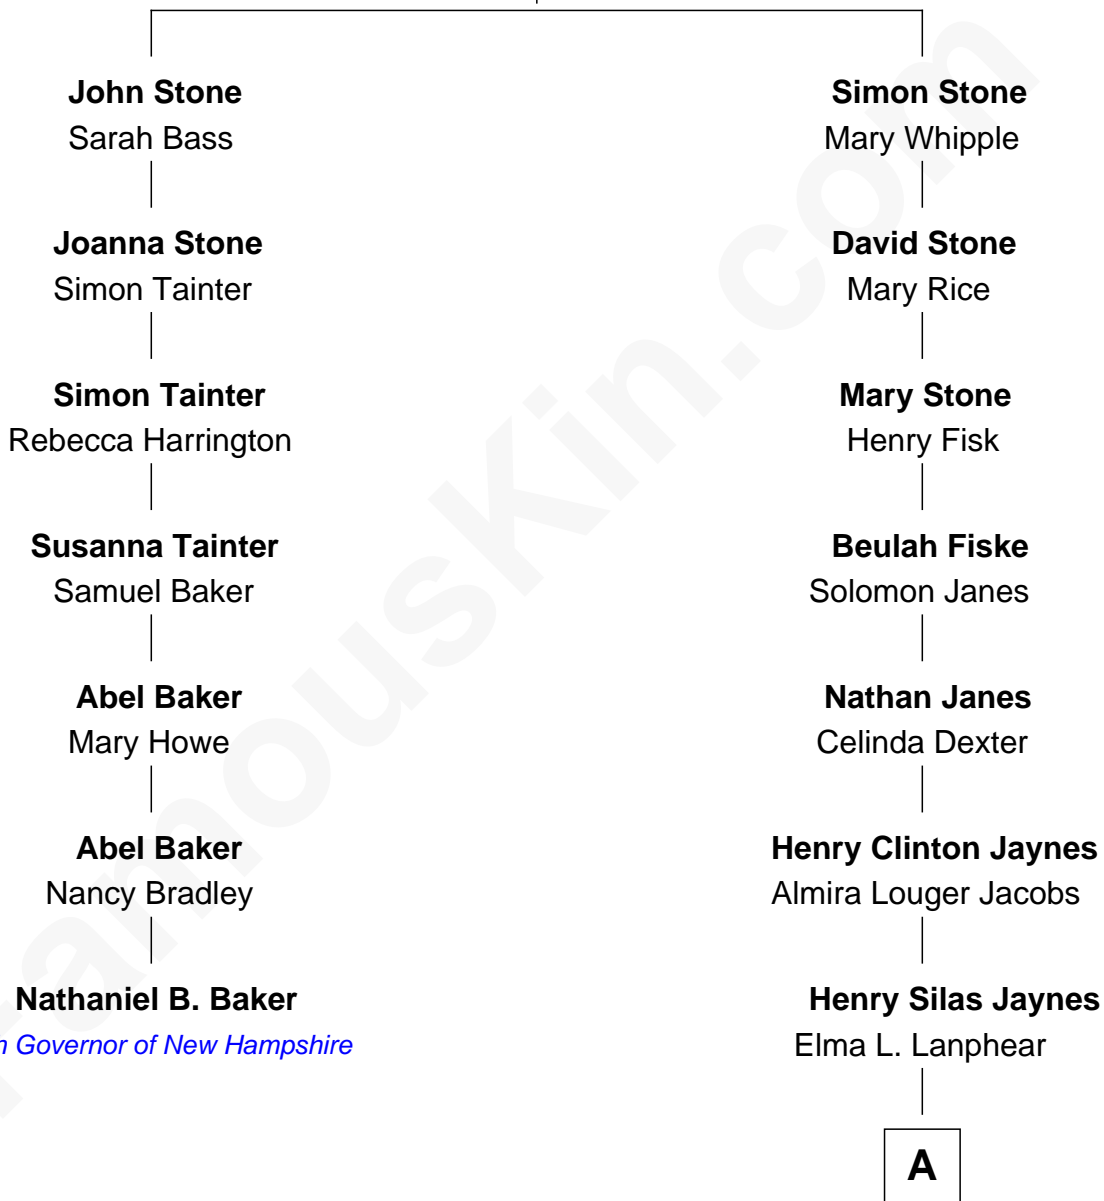 John Stone
Sarah Bass
Simon Stone
Mary Whipple
Joanna Stone
Simon Tainter
David Stone
Mary Rice
Simon Tainter
Rebecca Harrington
Mary Stone
Henry Fisk
Susanna Tainter
Samuel Baker
Beulah Fiske
Solomon Janes
Abel Baker
Mary Howe
Nathan Janes
Celinda Dexter
Abel Baker
Nancy Bradley
Henry Clinton Jaynes
Almira Louger Jacobs
Nathaniel B. Baker
Governor of New Hampshire
Henry Silas Jaynes
Elma L. Lanphear
A
FamousKin.com